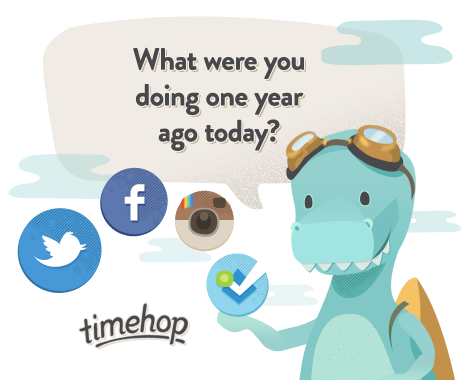 What were you
doing one year
ago today?
f
timehop